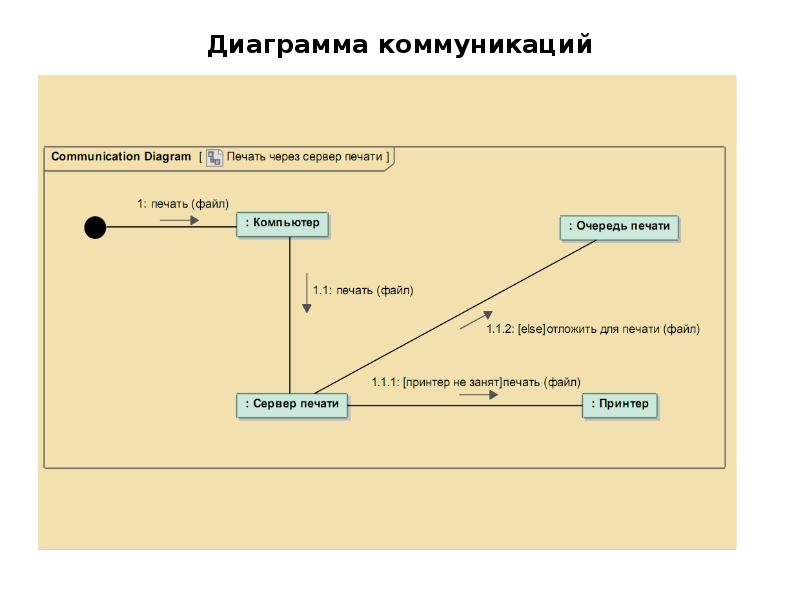 Диаграмма коммуникаций
Communication Diagram [ Печать через сервер печати ]
1: печать (файл)
: Компьютер
: Очередь печати
1.1: печать (файл)
1.1.2: [else]отложить для печати (файл)
1.1.1: [принтер не занят]печать (файл)
: Сервер печати
: Принтер